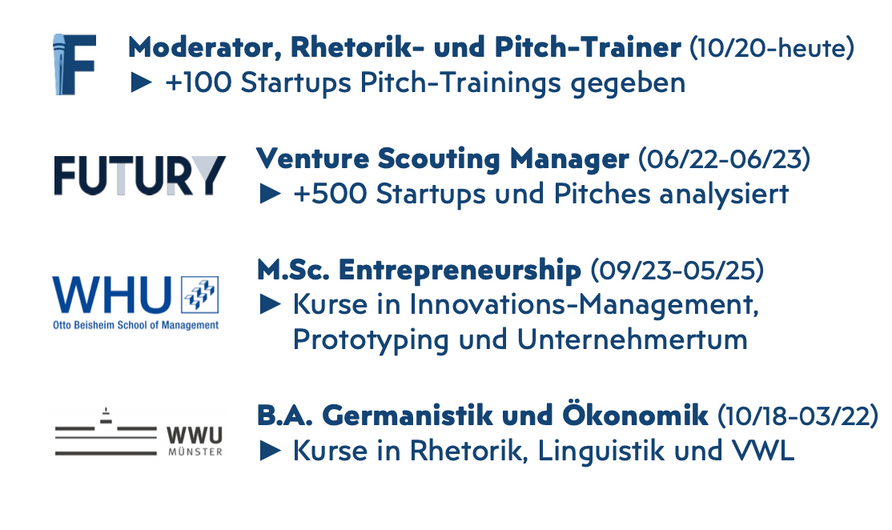 F
Moderator, Rhetorik- und Pitch-Trainer (10/20-heute)
► +100 Startups Pitch-Trainings gegeben
FUTURY
Venture Scouting Manager (06/22-06/23)
► +500 Startups und Pitches analysiert
WHU
Otto Beisheim School of Management
M.Sc. Entrepreneurship (09/23-05/25)
► Kurse in Innovations-Management,
Prototyping und Unternehmertum
WWU
MÜNSTER
B.A. Germanistik und Ökonomik (10/18-03/22)
► Kurse in Rhetorik, Linguistik und VWL